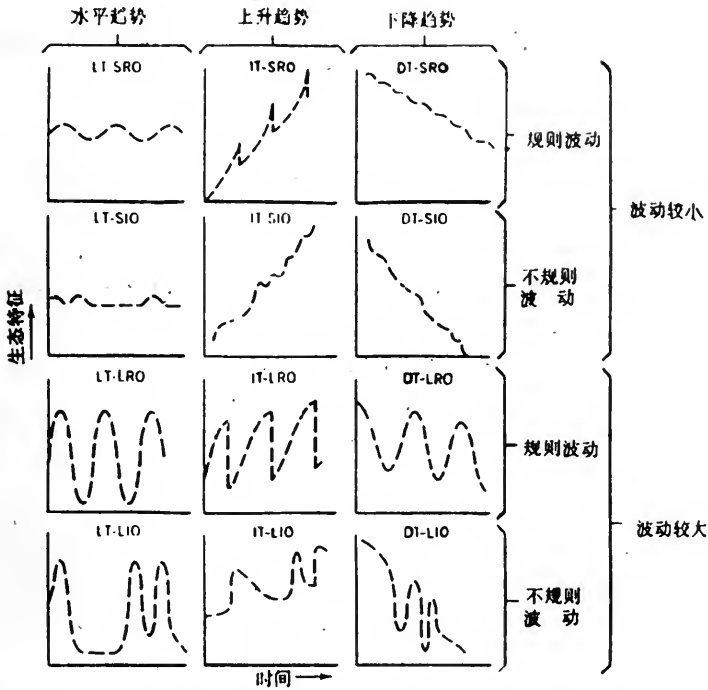 水平趋势 上升趋势 下降趋势
LT-SRO IT-SRO DT-SRO
规则波动
波动较小
LT-SIO IT-SIO DT-SIO
不规则
波 动
生态特征
LT-LRO IT-LRO DT-LRO
规则波动
波动较大
LT-LIO IT-LIO DT-LIO
不规则
波 动
时间